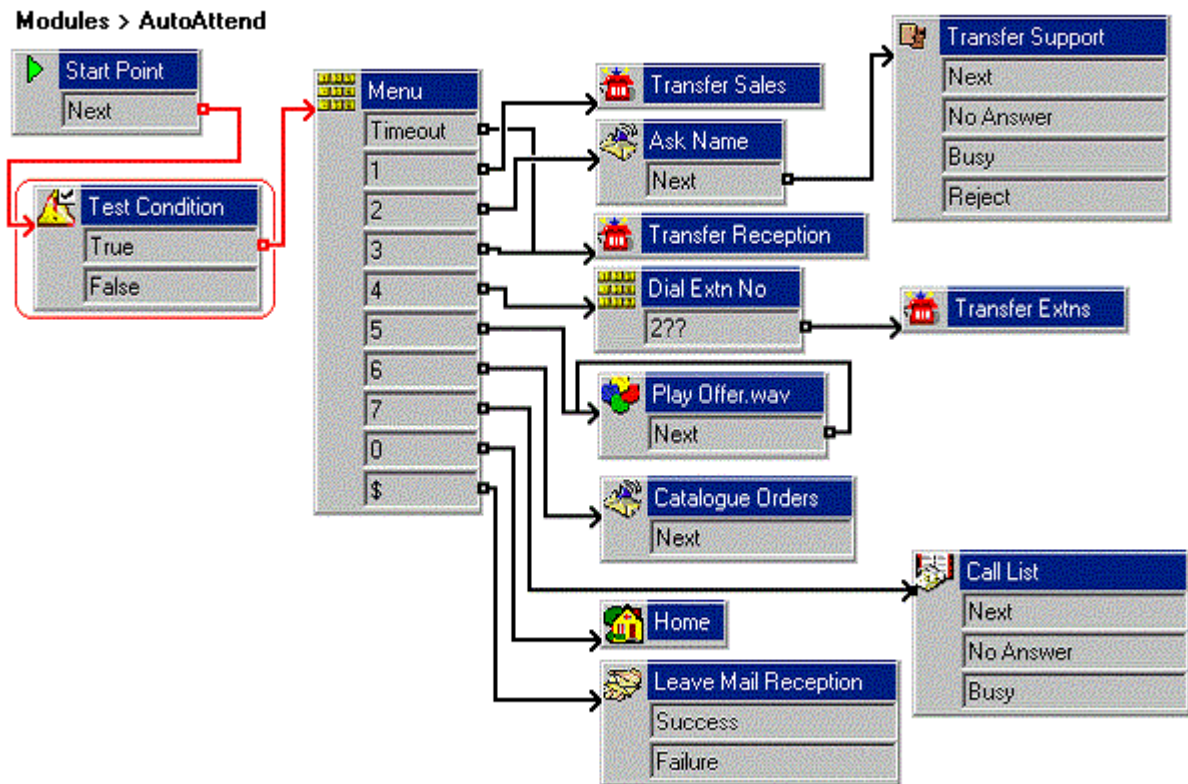 Modules > AutoAttend
Start Point
Next
Test Condition
True
False
Menu
Timeout
1
2
3
4
5
6
7
0
$
Transfer Sales
Ask Name
Next
Transfer Reception
Dial Extn No
2??
Play Offer.wav
Next
Catalogue Orders
Next
Home
Leave Mail Reception
Success
Failure
Transfer Support
Next
No Answer
Busy
Reject
Transfer Extns
Call List
Next
No Answer
Busy